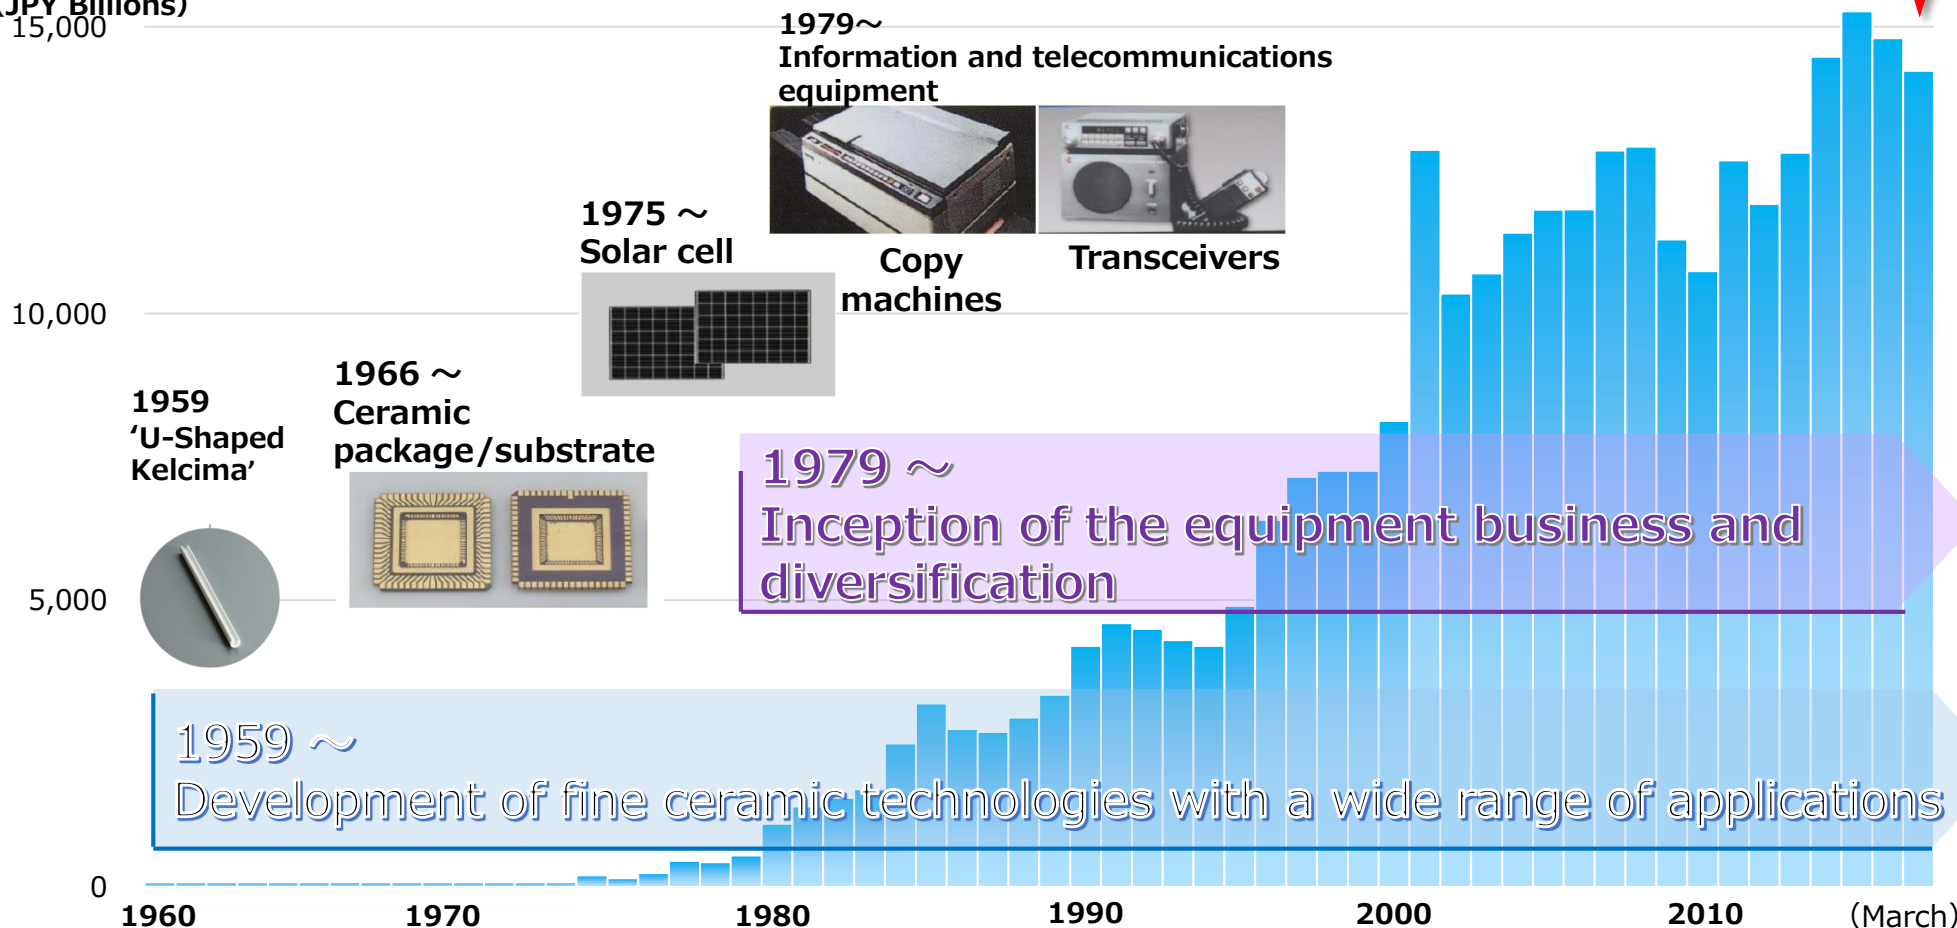 (JPY Billions)
15,000
1979～
Information and telecommunications
equipment
1975 ～
Solar cell
Copy
machines
Transceivers
10,000
1966 ～
Ceramic
package/substrate
1959
‘U-Shaped
Kelcima’
1979 ～
Inception of the equipment business and
diversification
5,000
1959 ～
Development of fine ceramic technologies with a wide range of applications
0
1960
1970
1980
1990
2000
2010
(March)